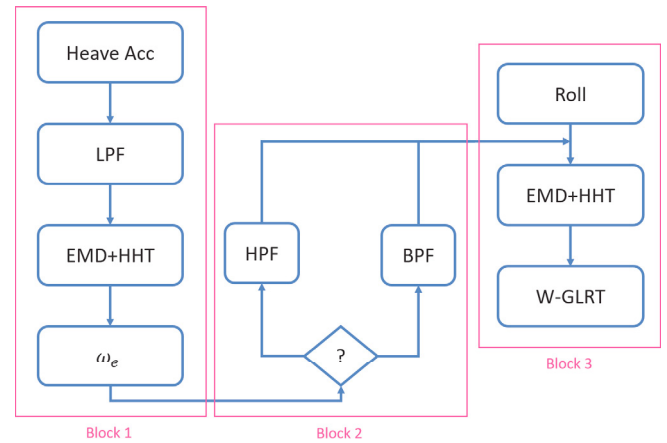 Heave Acc
LPF
EMD+HHT
ωe
Block 1
HPF
BPF
?
Block 2
Roll
EMD+HHT
W-GLRT
Block 3